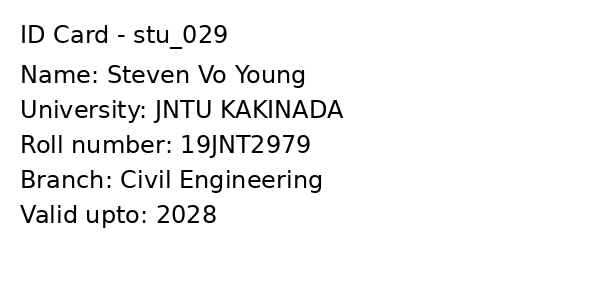 ID Card - stu_029
Name: Steven Vo Young
University: JNTU KAKINADA
Roll number: 19JNT2979
Branch: Civil Engineering
Valid upto: 2028